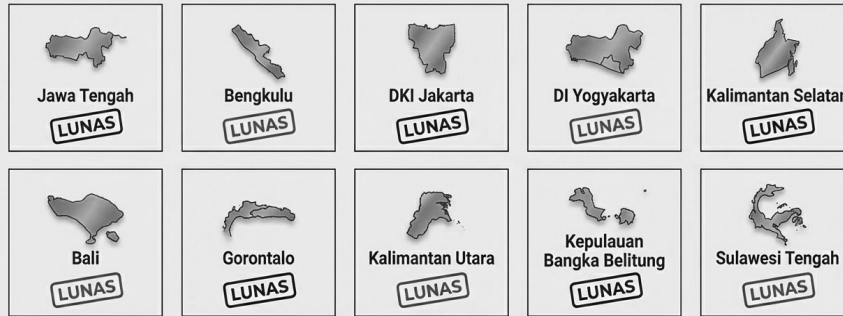 Jawa Tengah
LUNAS
Bengkulu
LUNAS
DKI Jakarta
LUNAS
DI Yogyakarta
LUNAS
Kalimantan Selatan
LUNAS
Bali
LUNAS
Gorontalo
LUNAS
Kalimantan Utara
LUNAS
Kepulauan
Bangka Belitung
LUNAS
Sulawesi Tengah
LUNAS